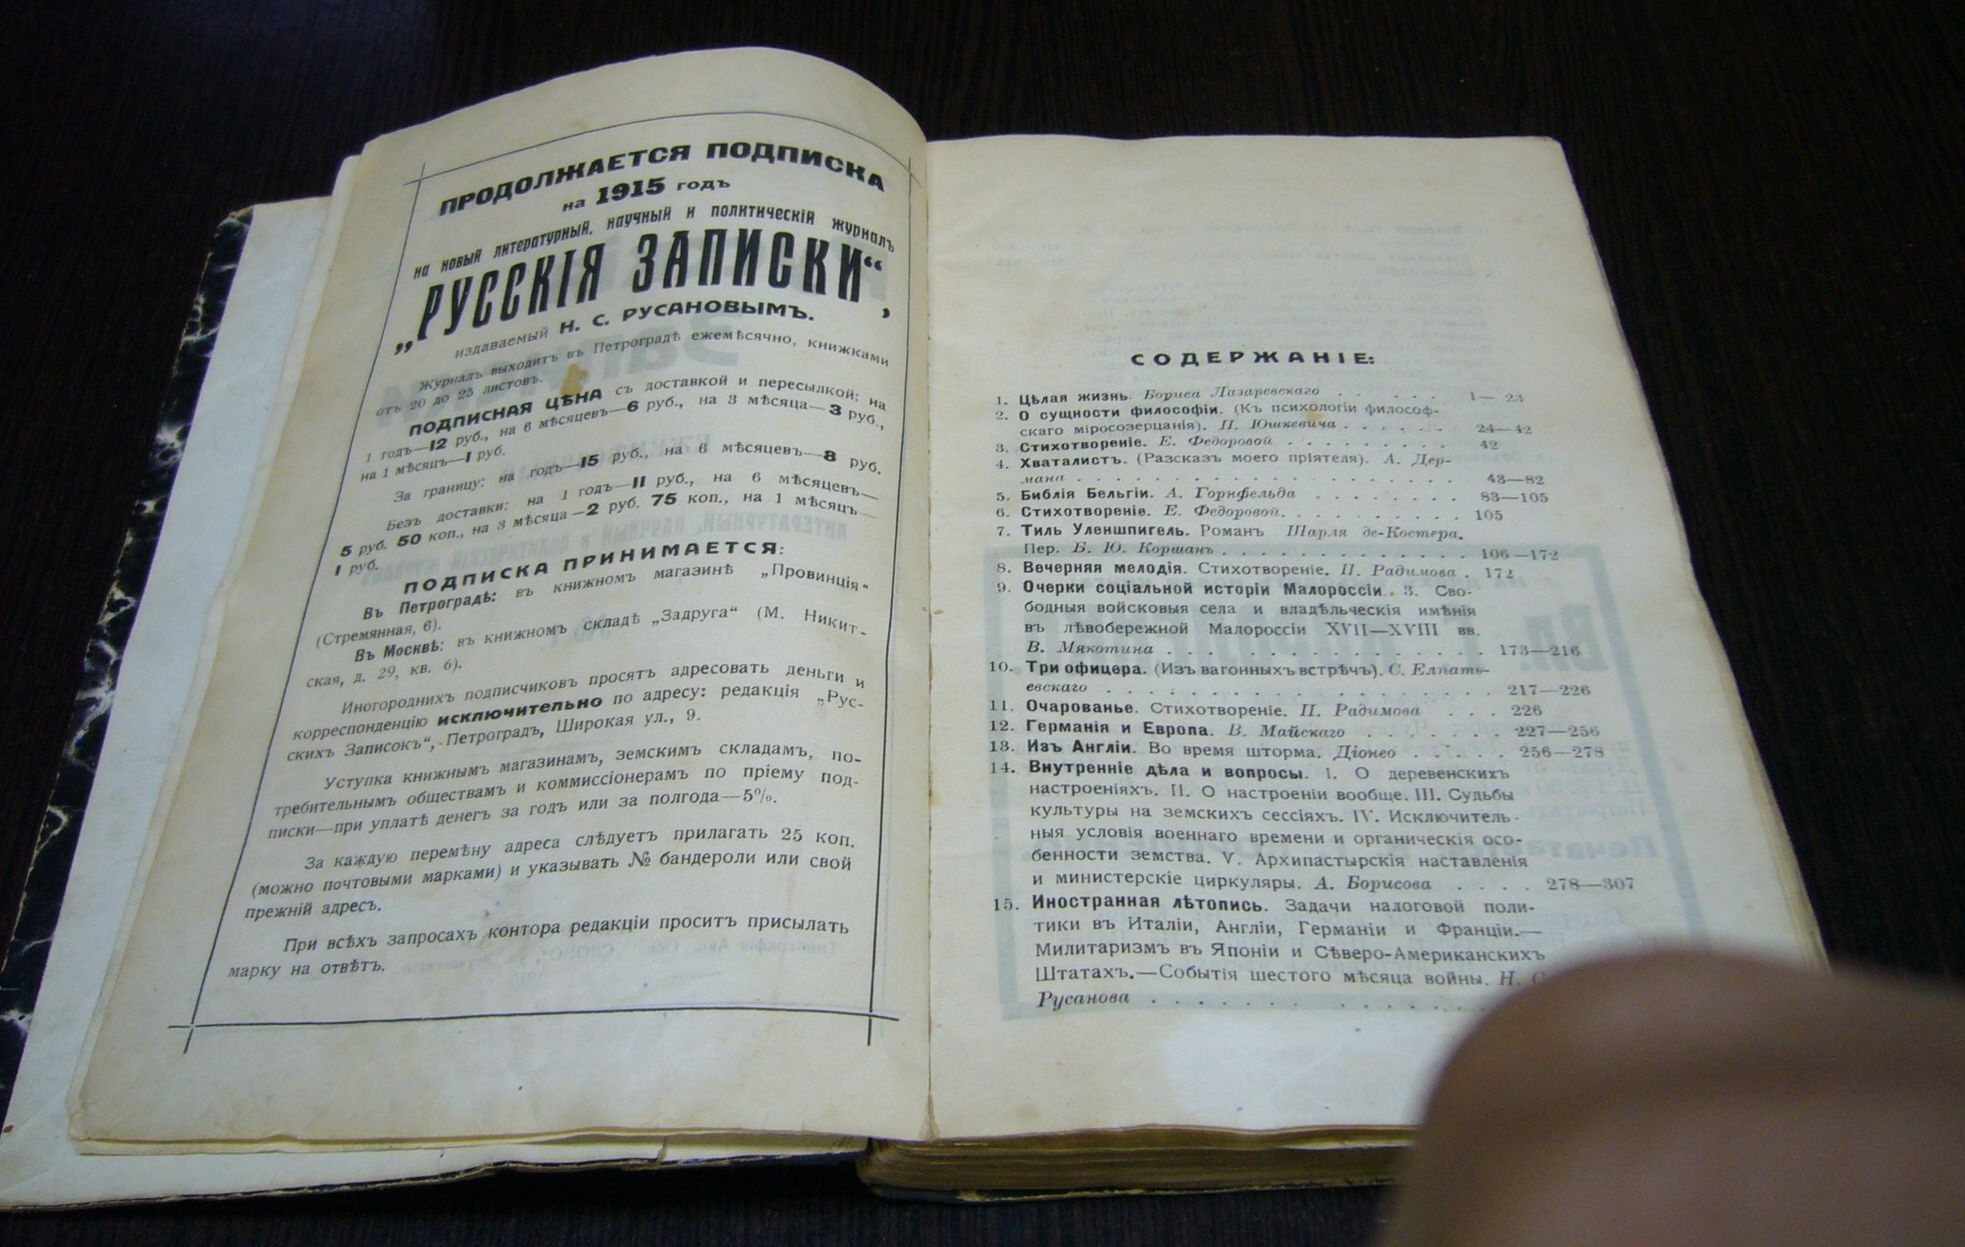 ПРОДОЛЖАЕТСЯ ПОДПИСКА
на 1915 годъ
на новый литературный, научный и политическій журналъ
„РУССКІЯ ЗАПИСКИ“,
издаваемый Н. С. РУСАНОВЫМЪ.
Журналъ выходитъ въ Петроградѣ ежемѣсячно, книжками
отъ 20 до 25 листовъ.
ПОДПИСНАЯ ЦѢНА съ доставкой и пересылкой: на
1 годъ—12 руб., на 6 мѣсяцевъ—6 руб., на 3 мѣсяца—3 руб.,
на 1 мѣсяцъ—1 руб.
За границу: на годъ—15 руб., на 6 мѣсяцевъ—8 руб.
Безъ доставки: на 1 годъ—11 руб., на 6 мѣсяцевъ—
5 руб. 50 коп., на 3 мѣсяца—2 руб. 75 коп., на 1 мѣсяцъ—
1 руб.
ПОДПИСКА ПРИНИМАЕТСЯ:
Въ Петроградѣ: въ книжномъ магазинѣ „Провинція“
(Стремянная, 6).
Въ Москвѣ: въ книжномъ складѣ „Задруга“ (М. Никит-
ская, д. 29, кв. 6).
Иногороднихъ подписчиковъ просятъ адресовать деньги и
корреспонденцію исключительно по адресу: редакція „Рус-
скихъ Записокъ“, Петроградъ, Широкая ул., 9.
Уступка книжнымъ магазинамъ, земскимъ складамъ, по-
требительнымъ обществамъ и коммиссіонерамъ по пріему под-
писки—при уплатѣ денегъ за годъ или за полгода—5%.
За каждую перемѣну адреса слѣдуетъ прилагать 25 коп.
(можно почтовыми марками) и указывать № бандероли или свой
прежній адресъ.
При всѣхъ запросахъ контора редакціи проситъ присылать
марку на отвѣтъ.
СОДЕРЖАНІЕ:
1. Цѣлая жизнь. Бориса Лазаревскаго . . . . . 1— 23
2. О сущности философіи. (Къ психологіи философ-
скаго міросозерцанія). П. Юшкевича . . . . . . 24—42
3. Стихотвореніе. Е. Федоровой . . . . . . . . . 42
4. Хваталистъ. (Разсказъ моего пріятеля). А. Дер-
мана . . . . . . . . . . . . . . . . . . 43—82
5. Библія Бельгіи. А. Горнфельда . . . . . . . . 83—105
6. Стихотвореніе. Е. Федоровой. . . . . . . . . . 105
7. Тиль Уленшпигель. Романъ Шарля де-Костера.
Пер. Б. Ю. Коршанъ . . . . . . . . . . . . . 106—172
8. Вечерняя мелодія. Стихотвореніе. П. Радимова . 172
9. Очерки соціальной исторіи Малороссіи. 3. Сво-
бодныя войсковыя села и владѣльческія имѣнія
въ лѣвобережной Малороссіи XVII—XVIII вв.
В. Мякотина . . . . . . . . . . . . . . . . 173—216
10. Три офицера. (Изъ вагонныхъ встрѣчъ). С. Елпать-
евскаго . . . . . . . . . . . . . . . . . . 217—226
11. Очарованье. Стихотвореніе. П. Радимова . . . 226
12. Германія и Европа. В. Майскаго . . . . . . . 227—256
13. Изъ Англіи. Во время шторма. Діонео . . . . . 256—278
14. Внутренніе дѣла и вопросы. I. О деревенскихъ
настроеніяхъ. II. О настроеніи вообще. III. Судьбы
культуры на земскихъ сессіяхъ. IV. Исключитель-
ныя условія военнаго времени и органическія осо-
бенности земства. V. Архипастырскія наставленія
и министерскіе циркуляры. А. Борисова . . . . 278—307
15. Иностранная лѣтопись. Задачи налоговой поли-
тики въ Италіи, Англіи, Германіи и Франціи.—
Милитаризмъ въ Японіи и Сѣверо-Американскихъ
Штатахъ.—Событія шестого мѣсяца войны. Н. С.
Русанова . . . . . . . . . . . . .